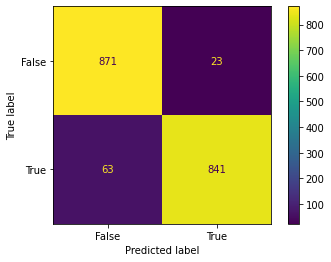 False
871
23
True
63
841
False
True
Predicted label
True label
800
700
600
500
400
300
200
100